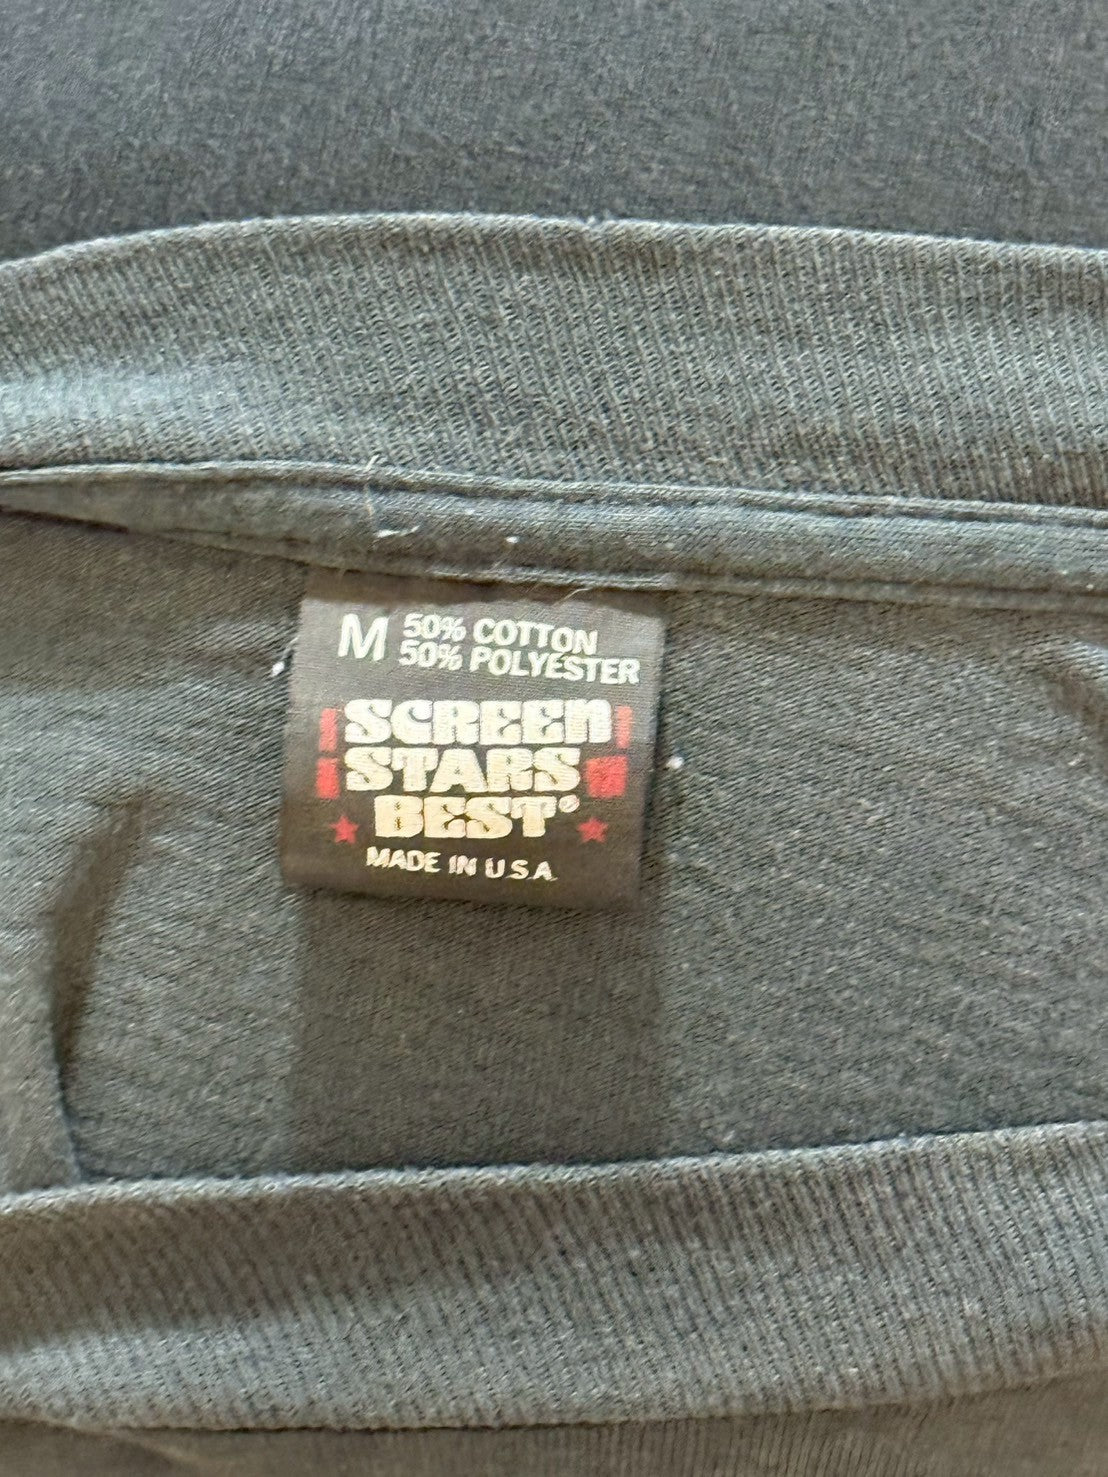 M 50% COTTON
50% POLYESTER
SCREEn
STARS
BEST®
MADE IN U.S.A.